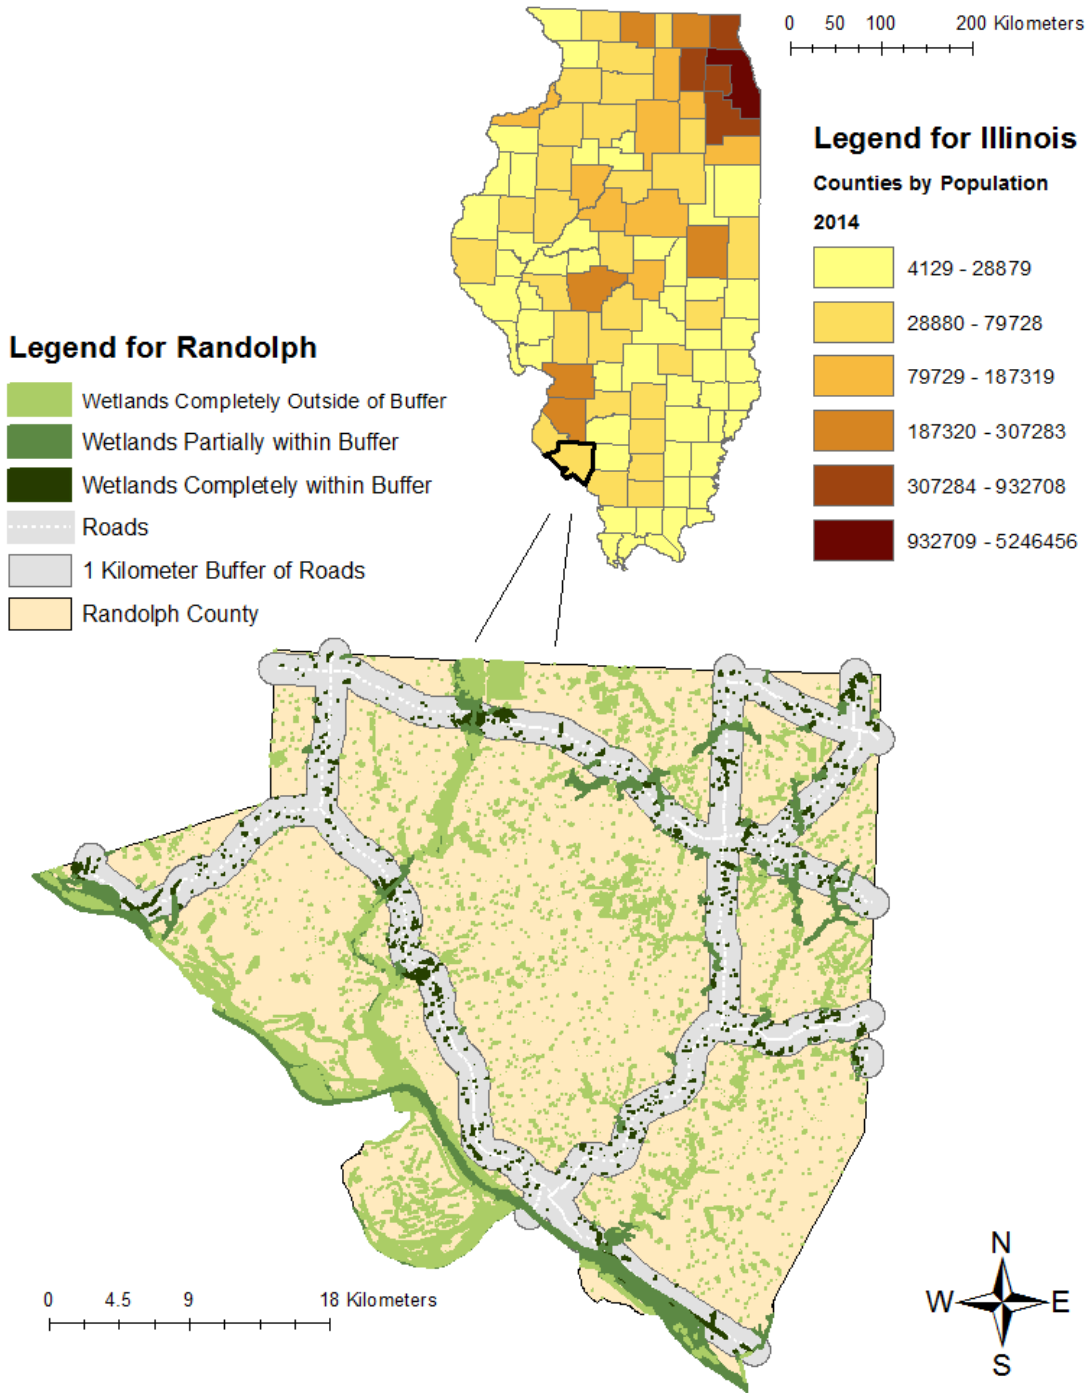 0 50 100 200 Kilometers
Legend for Illinois
Counties by Population
2014
4129 - 28879
28880 - 79728
79729 - 187319
187320 - 307283
307284 - 932708
932709 - 5246456
Legend for Randolph
Wetlands Completely Outside of Buffer
Wetlands Partially within Buffer
Wetlands Completely within Buffer
Roads
1 Kilometer Buffer of Roads
Randolph County
0 4.5 9 18 Kilometers
N
W E
S